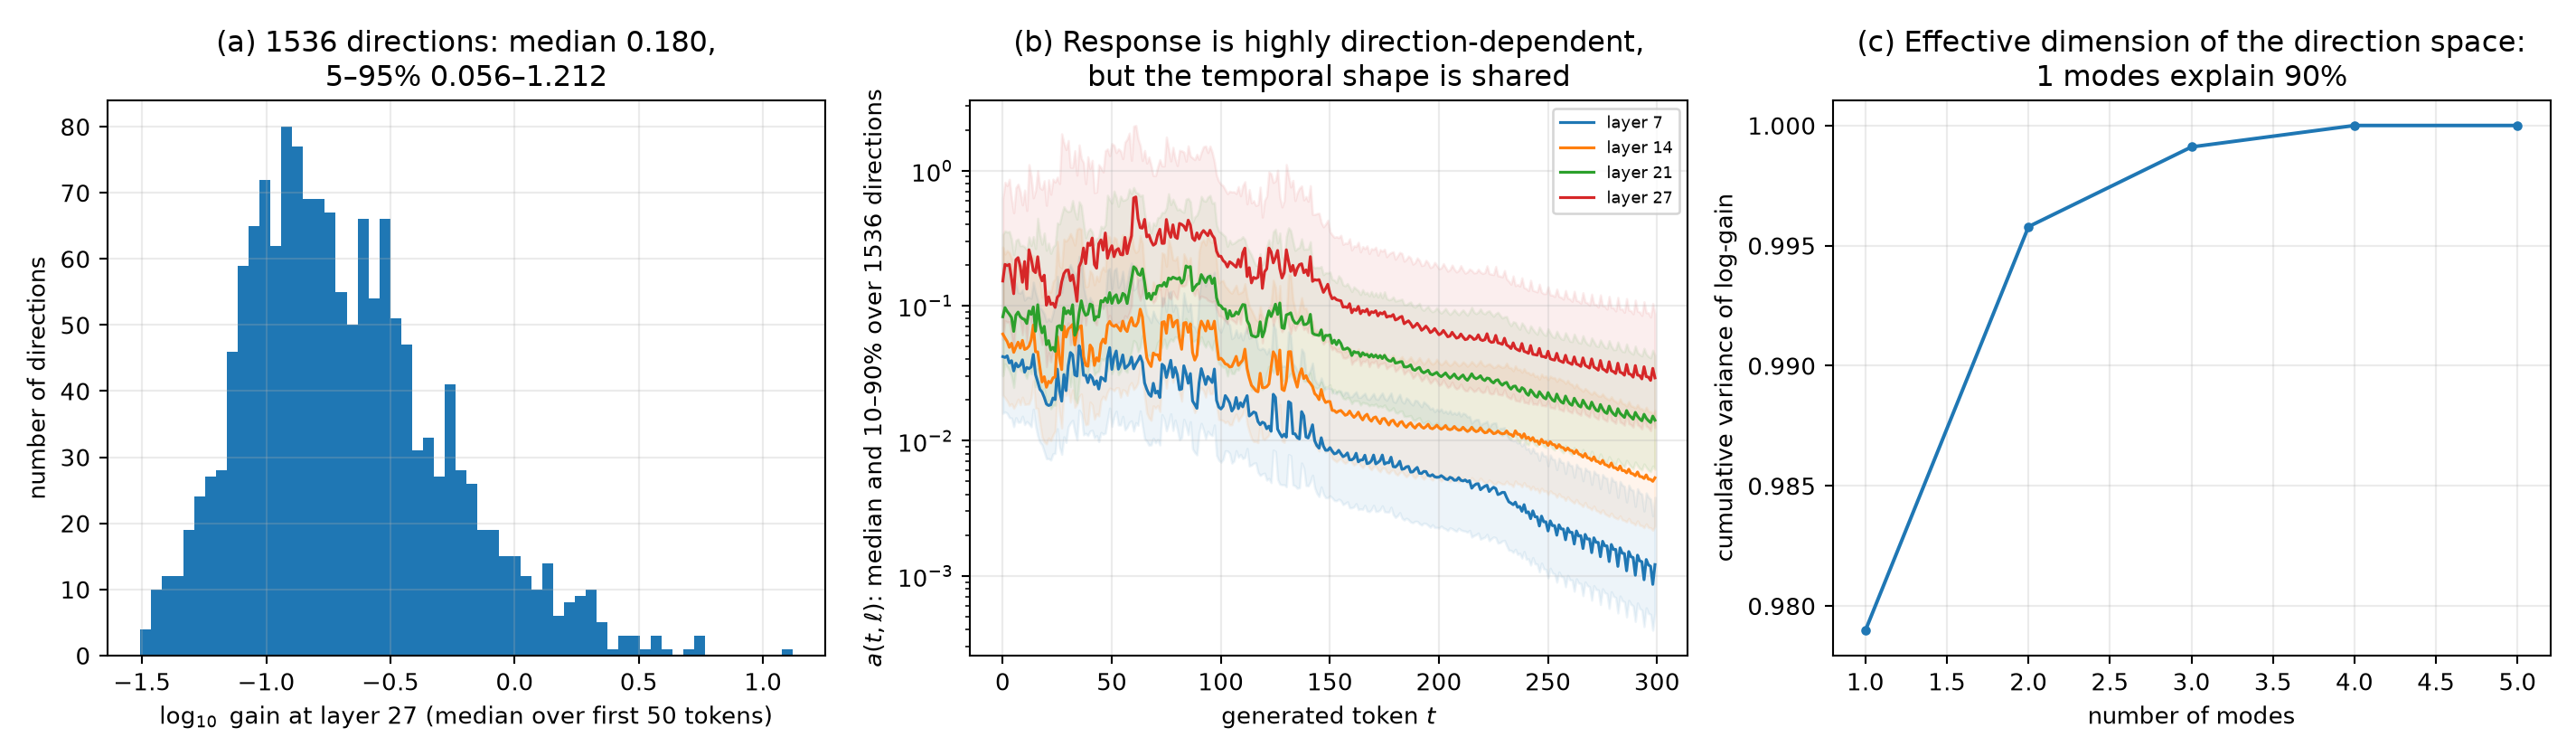 (a) 1536 directions: median 0.180,
5–95% 0.056–1.212
number of directions
80
70
60
50
40
30
20
10
0
−1.5
−1.0
−0.5
0.0
0.5
1.0
log₁₀ gain at layer 27 (median over first 50 tokens)
(b) Response is highly direction-dependent,
but the temporal shape is shared
a(t, ℓ): median and 10–90% over 1536 directions
10⁰
10⁻¹
10⁻²
10⁻³
layer 7
layer 14
layer 21
layer 27
0
50
100
150
200
250
300
generated token t
(c) Effective dimension of the direction space:
1 modes explain 90%
cumulative variance of log-gain
1.000
0.995
0.990
0.985
0.980
1.0
1.5
2.0
2.5
3.0
3.5
4.0
4.5
5.0
number of modes